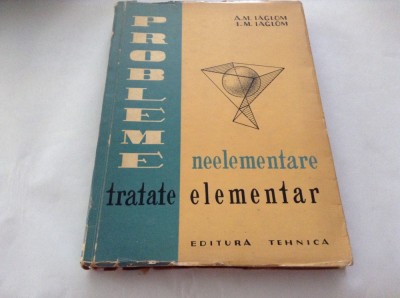 A.M. IAGLOM
I.M. IAGLOM
PROBLEME
neelementare
tratate elementar
EDITURA TEHNICA